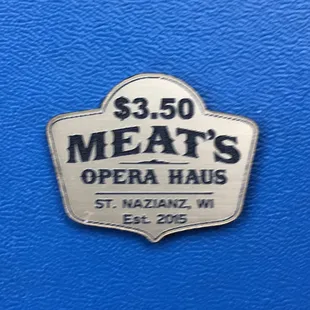 $3.50
MEAT'S
OPERA HAUS
ST. NAZIANZ, WI
Est. 2015